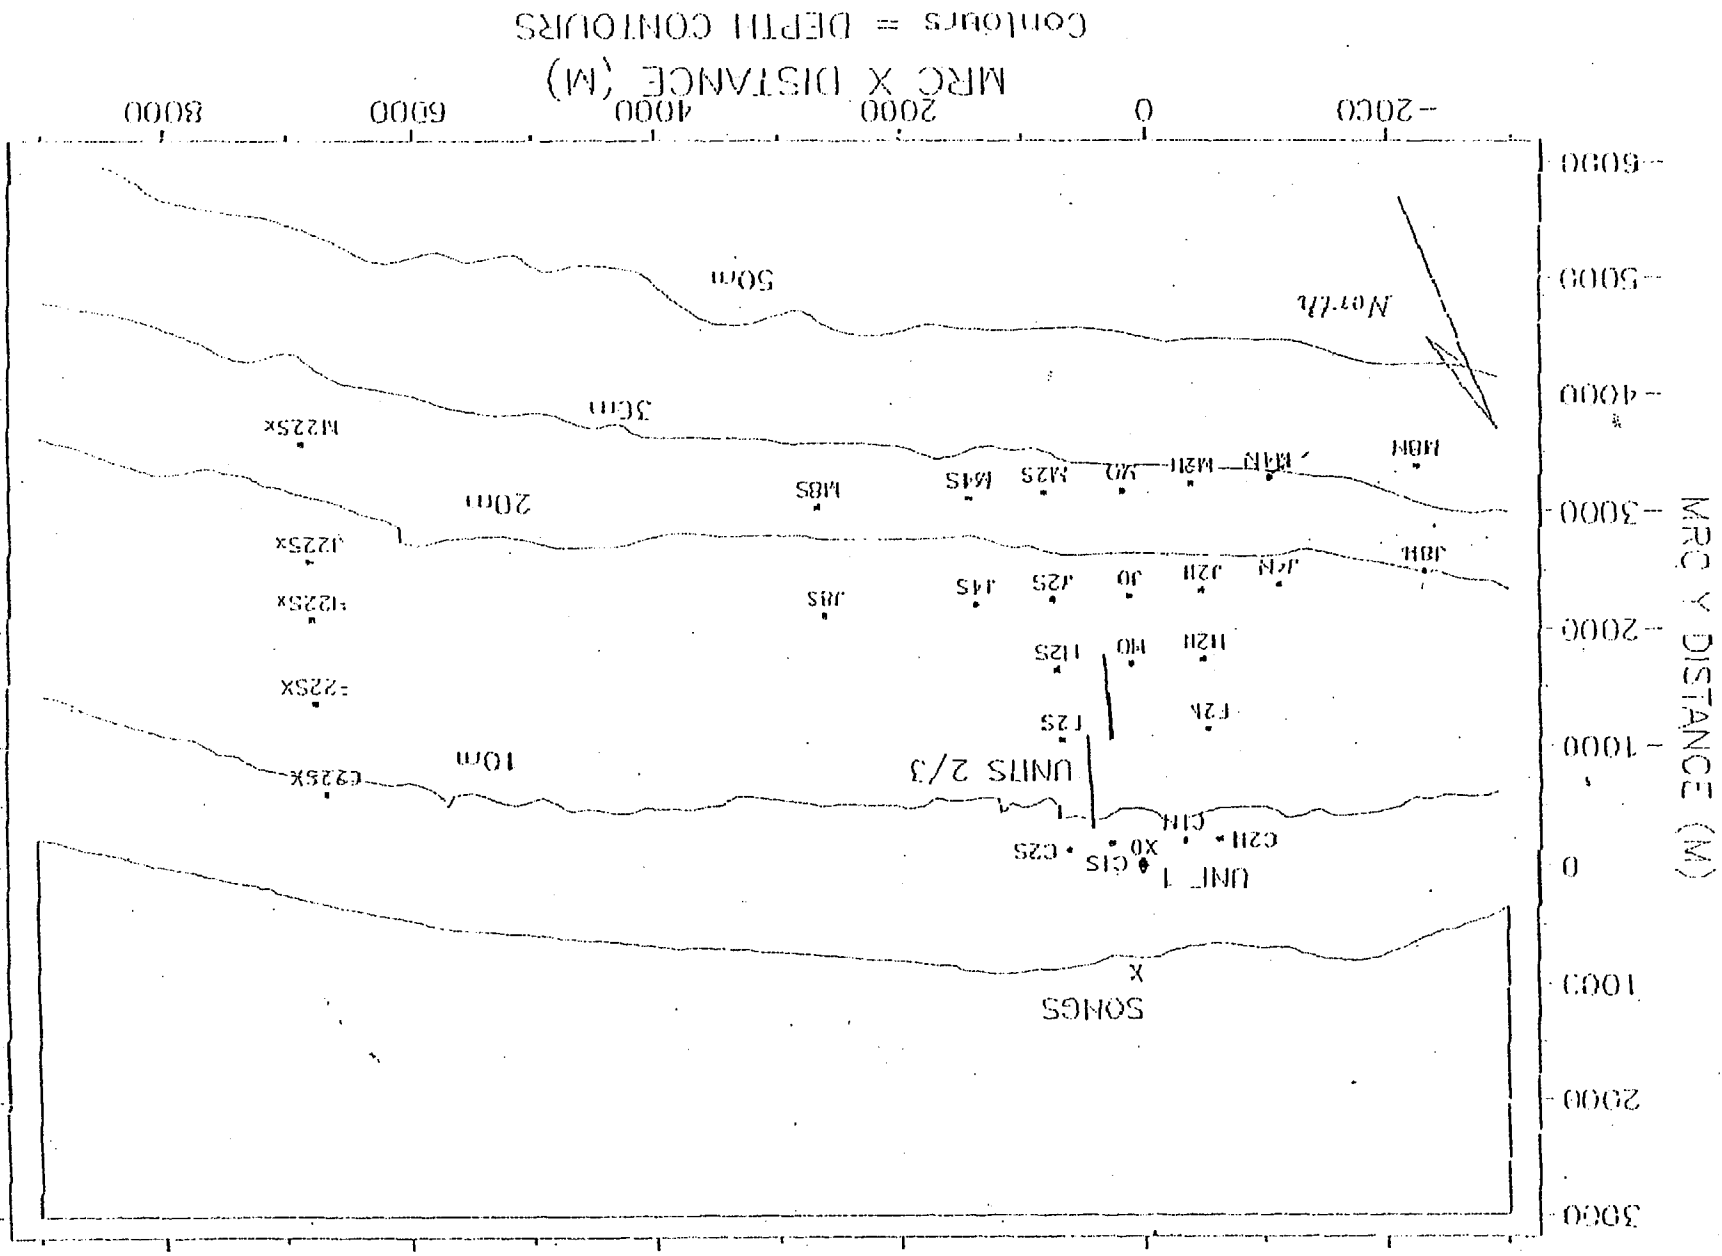 3000
2000
1000
0
-1000
-2000
-3000
-4000
-5000
-6000
MRC Y DISTANCE (M)
SONGS
X
UNIT 1
X0
C1S
C2S
C1N
C2N
C22SX
UNITS 2/3
10m
F2N
F2S
F22SX
H2N
H0
H2S
H22Sx
J8N
J4N
J2N
J0
J2S
J4S
J8S
J22Sx
20m
M8N
M4N
M2N
M0
M2S
M4S
M8S
M22Sx
30m
North
50m
-2000
0
2000
4000
6000
8000
MRC X DISTANCE (M)
Contours = DEPTH CONTOURS